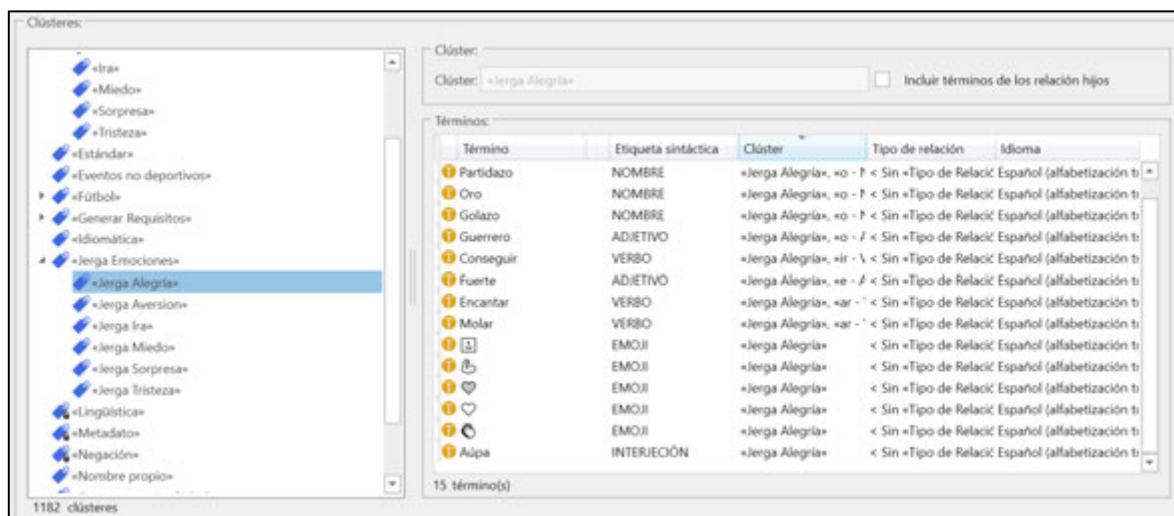 Clústeres:
«Ira»
«Miedo»
«Sorpresa»
«Tristeza»
«Estándar»
«Eventos no deportivos»
«Fútbol»
«Generar Requisitos»
«Idiomática»
«Jerga Emociones»
«Jerga Alegría»
«Jerga Aversion»
«Jerga Ira»
«Jerga Miedo»
«Jerga Sorpresa»
«Jerga Tristeza»
«Lingüística»
«Metadato»
«Negación»
«Nombre propio»
1182 clústeres
Clúster:
Clúster: «Jerga Alegría» Incluir términos de los relación hijos
Términos:
Término Etiqueta sintáctica Clúster Tipo de relación Idioma
Partidazo NOMBRE «Jerga Alegría», «o - < Sin «Tipo de Relació Español (alfabetización
Oro NOMBRE «Jerga Alegría», «o - < Sin «Tipo de Relació Español (alfabetización
Golazo NOMBRE «Jerga Alegría», «o - < Sin «Tipo de Relació Español (alfabetización
Guerrero ADJETIVO «Jerga Alegría», «o - < Sin «Tipo de Relació Español (alfabetización
Conseguir VERBO «Jerga Alegría», «ir - < Sin «Tipo de Relació Español (alfabetización
Fuerte ADJETIVO «Jerga Alegría», «e - < Sin «Tipo de Relació Español (alfabetización
Encantar VERBO «Jerga Alegría», «ar - < Sin «Tipo de Relació Español (alfabetización
Molar VERBO «Jerga Alegría», «ar - < Sin «Tipo de Relació Español (alfabetización
EMOJI «Jerga Alegría» < Sin «Tipo de Relació Español (alfabetización
💪 EMOJI «Jerga Alegría» < Sin «Tipo de Relació Español (alfabetización
EMOJI «Jerga Alegría» < Sin «Tipo de Relació Español (alfabetización
♡ EMOJI «Jerga Alegría» < Sin «Tipo de Relació Español (alfabetización
EMOJI «Jerga Alegría» < Sin «Tipo de Relació Español (alfabetización
Aúpa INTERJECIÓN «Jerga Alegría» < Sin «Tipo de Relació Español (alfabetización
15 término(s)